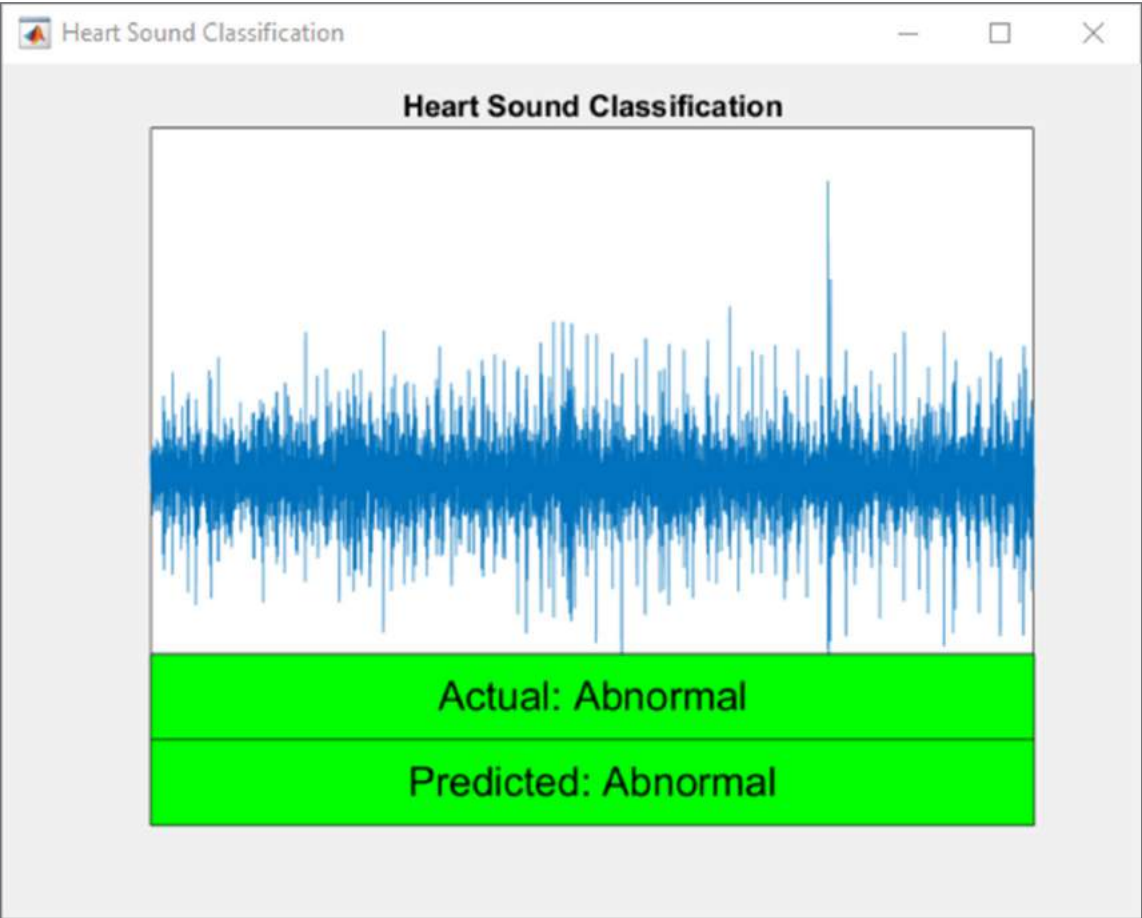 Heart Sound Classification
Heart Sound Classification
Actual: Abnormal
Predicted: Abnormal